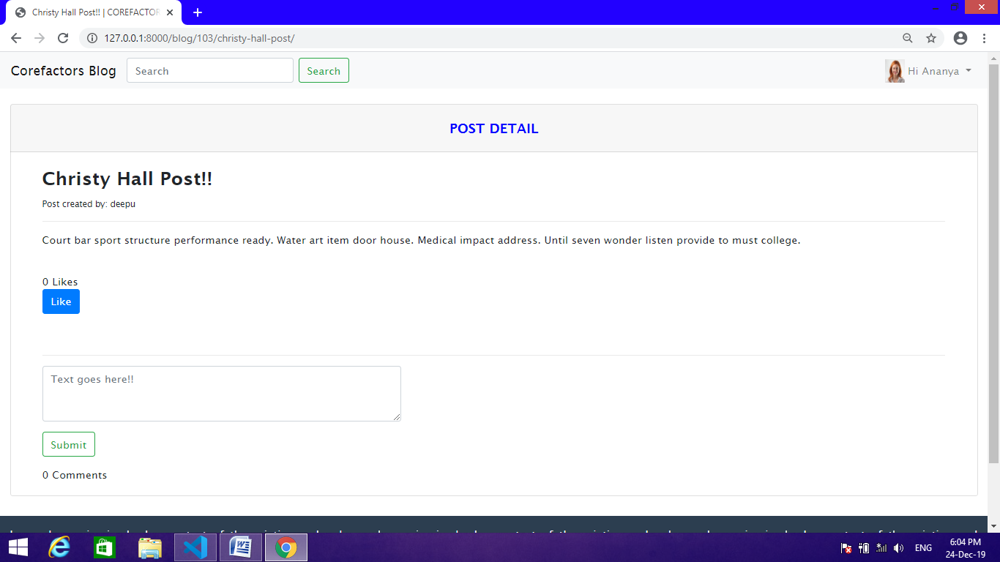 Christy Hall Post!! | COREFACTOR
127.0.0.1:8000/blog/103/christy-hall-post/
Corefactors Blog Search Search Hi Ananya
POST DETAIL
Christy Hall Post!!
Post created by: deepu
Court bar sport structure performance ready. Water art item door house. Medical impact address. Until seven wonder listen provide to must college.
0 Likes
Like
Text goes here!!
Submit
0 Comments
ENG
6:04 PM
24-Dec-19